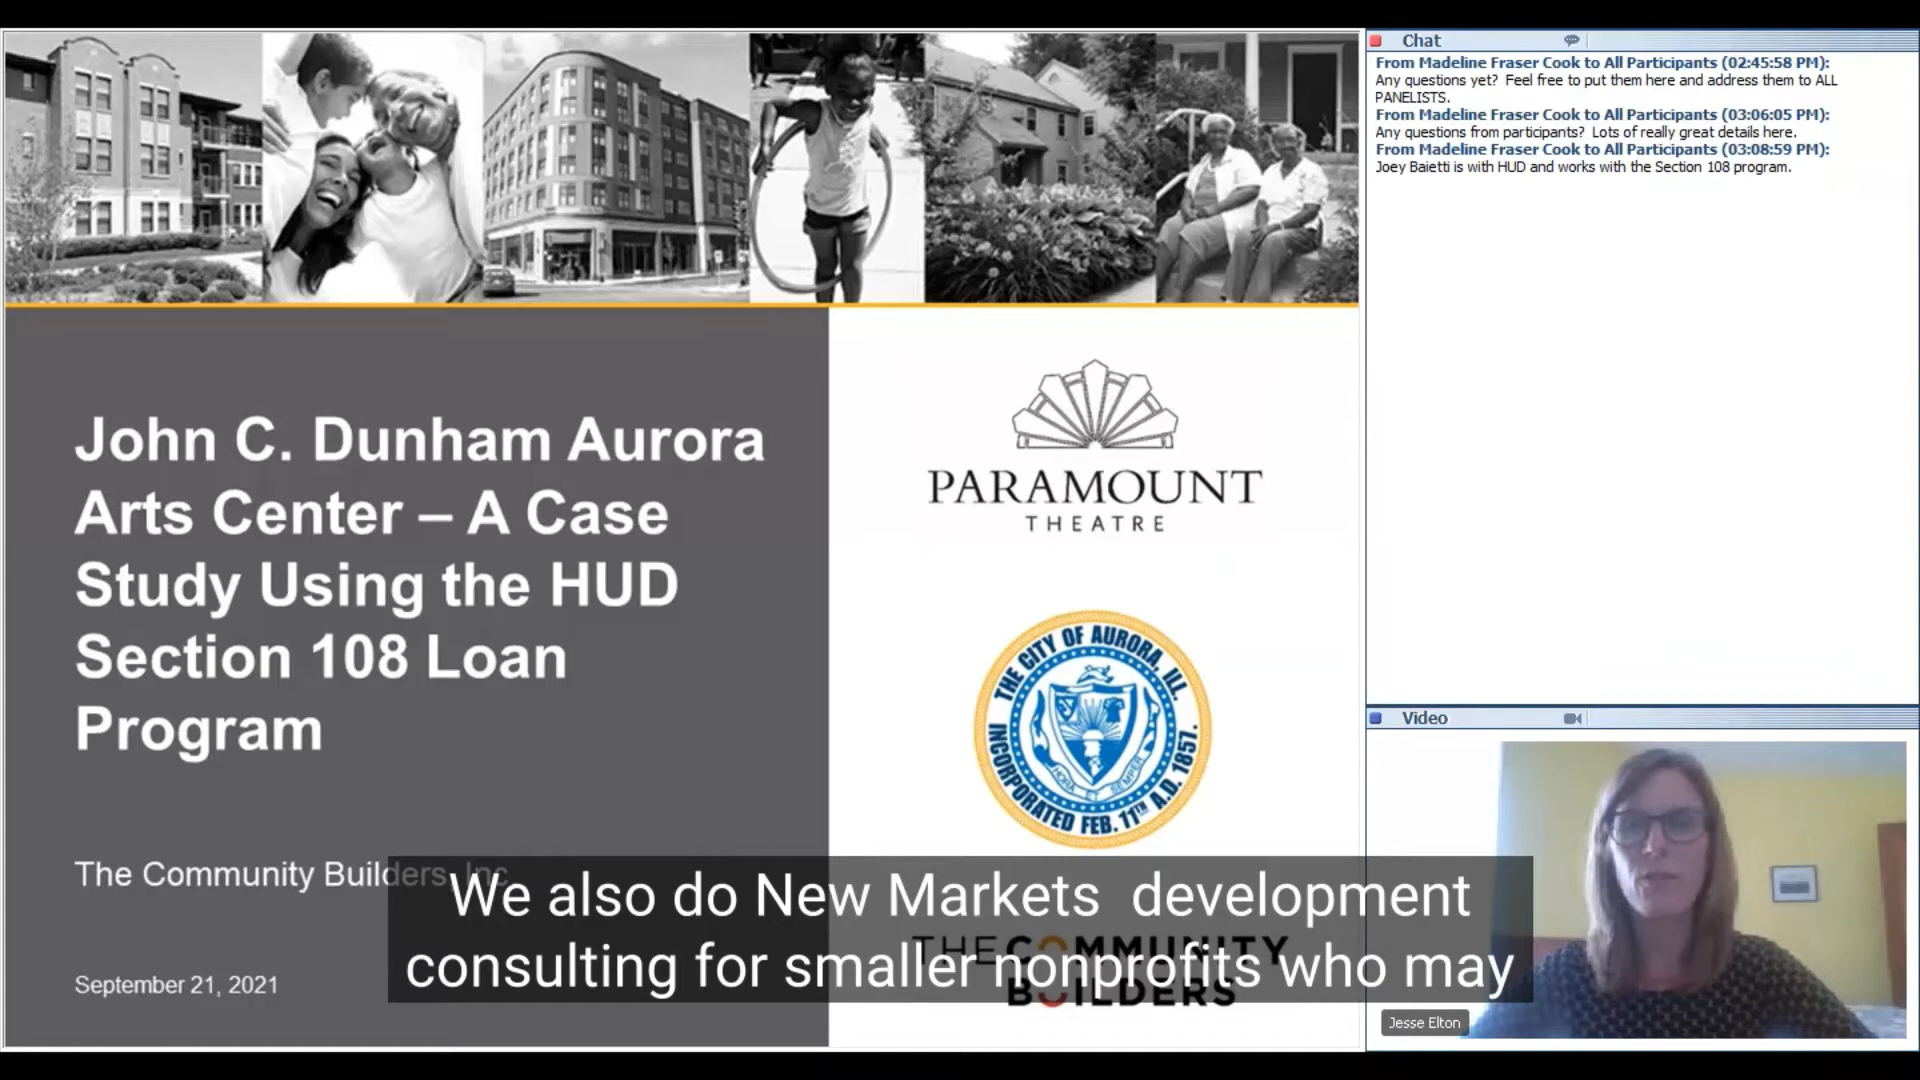 John C. Dunham Aurora
Arts Center – A Case
Study Using the HUD
Section 108 Loan
Program
The Community Builders, Inc.
September 21, 2021
PARAMOUNT
THEATRE
THE CITY OF AURORA, ILL.
INCORPORATED FEB. 11TH A.D. 1857.
HORA ET SEMPER
THE COMMUNITY
BUILDERS
We also do New Markets development
consulting for smaller nonprofits who may
Chat
From Madeline Fraser Cook to All Participants (02:45:58 PM):
Any questions yet? Feel free to put them here and address them to ALL
PANELISTS.
From Madeline Fraser Cook to All Participants (03:06:05 PM):
Any questions from participants? Lots of really great details here.
From Madeline Fraser Cook to All Participants (03:08:59 PM):
Joey Baietti is with HUD and works with the Section 108 program.
Video
Jesse Elton